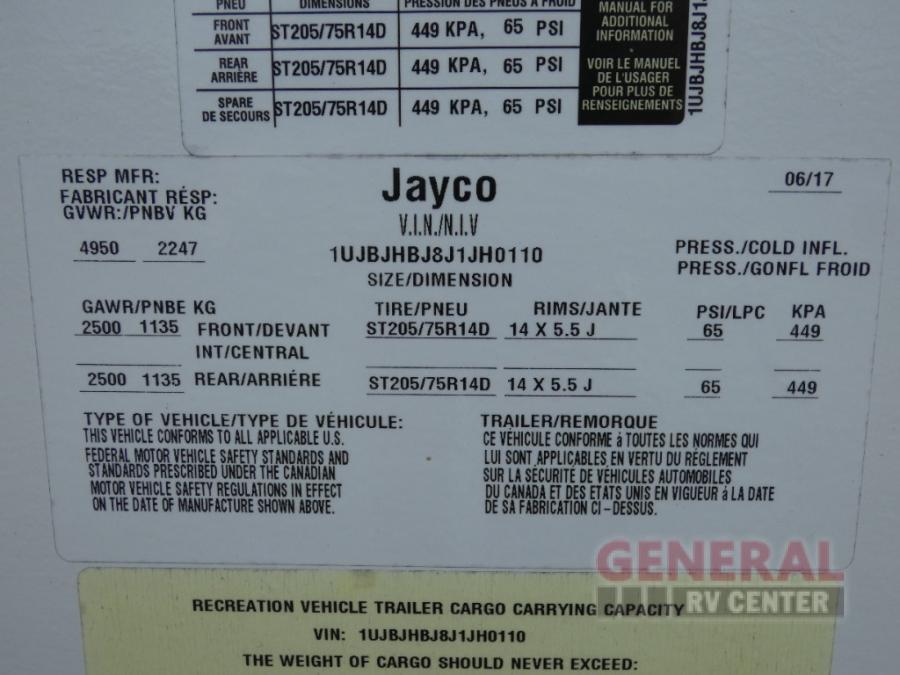 PNEU DIMENSIONS PRESSION DES PNEUS À FROID
FRONT AVANT ST205/75R14D 449 KPA, 65 PSI
REAR ARRIÈRE ST205/75R14D 449 KPA, 65 PSI
SPARE DE SECOURS ST205/75R14D 449 KPA, 65 PSI
MANUAL FOR
ADDITIONAL
INFORMATION
VOIR LE MANUEL
DE L'USAGER
POUR PLUS DE
RENSEIGNEMENTS
1UJBJHBJ8J1
RESP MFR:
FABRICANT RÉSP:
GVWR:/PNBV KG
4950 2247
Jayco
V.I.N./N.I.V
1UJBJHBJ8J1JH0110
SIZE/DIMENSION
06/17
PRESS./COLD INFL.
PRESS./GONFL FROID
GAWR/PNBE KG TIRE/PNEU RIMS/JANTE PSI/LPC KPA
2500 1135 FRONT/DEVANT ST205/75R14D 14 X 5.5 J 65 449
INT/CENTRAL
2500 1135 REAR/ARRIÉRE ST205/75R14D 14 X 5.5 J 65 449
TYPE OF VEHICLE/TYPE DE VÉHICULE:
THIS VEHICLE CONFORMS TO ALL APPLICABLE U.S.
FEDERAL MOTOR VEHICLE SAFETY STANDARDS AND
STANDARDS PRESCRIBED UNDER THE CANADIAN
MOTOR VEHICLE SAFETY REGULATIONS IN EFFECT
ON THE DATE OF MANUFACTURE SHOWN ABOVE.
TRAILER/REMORQUE
CE VÉHICULE CONFORME à TOUTES LES NORMES QUI
LUI SONT APPLICABLES EN VERTU DU RÉGLEMENT
SUR LA SÉCURITÉ DE VÉHICULES AUTOMOBILES
DU CANADA ET DES ETATS UNIS EN VIGUEUR à LA DATE
DE SA FABRICATION CI-DESSUS.
GENERAL
RV CENTER
RECREATION VEHICLE TRAILER CARGO CARRYING CAPACITY
VIN: 1UJBJHBJ8J1JH0110
THE WEIGHT OF CARGO SHOULD NEVER EXCEED: